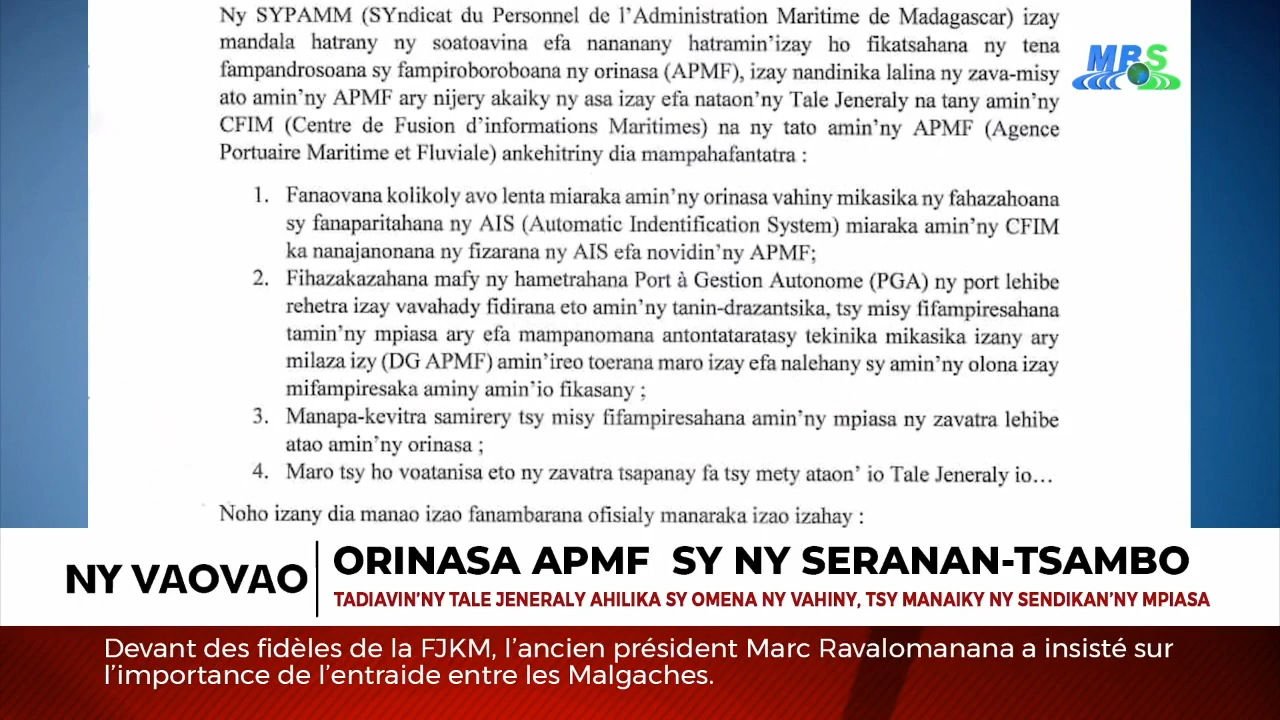 Ny SYPAMM (SYndicat du Personnel de l'Administration Maritime de Madagascar) izay
mandala hatrany ny soatoavina efa nananany hatramin'izay ho fikatsahana ny tena
fampandrosoana sy fampiroboroboana ny orinasa (APMF), izay nandinika lalina ny zava-misy
ato amin'ny APMF ary nijery akaiky ny asa izay efa nataon'ny Tale Jeneraly na tany amin'ny
CFIM (Centre de Fusion d'informations Maritimes) na ny tato amin'ny APMF (Agence
Portuaire Maritime et Fluviale) ankehitriny dia mampahafantatra :
MBS
1. Fanaovana kolikoly avo lenta miaraka amin'ny orinasa vahiny mikasika ny fahazahoana
sy fanaparitahana ny AIS (Automatic Indentification System) miaraka amin'ny CFIM
ka nanajanonana ny fizarana ny AIS efa novidin'ny APMF;
2. Fihazakazahana mafy ny hametrahana Port à Gestion Autonome (PGA) ny port lehibe
rehetra izay vavahady fidirana eto amin'ny tanin-drazantsika, tsy misy fifampiresahana
tamin'ny mpiasa ary efa mampanomana antontataratasy tekinika mikasika izany ary
milaza izy (DG APMF) amin'ireo toerana maro izay efa nalehany sy amin'ny olona izay
mifampiresaka aminy amin'io fikasany ;
3. Manapa-kevitra samirery tsy misy fifampiresahana amin'ny mpiasa ny zavatra lehibe
atao amin'ny orinasa ;
4. Maro tsy ho voatanisa eto ny zavatra tsapanay fa tsy mety ataon' io Tale Jeneraly io…
Noho izany dia manao izao fanambarana ofisialy manaraka izao izahay :
NY VAOVAO
ORINASA APMF SY NY SERANAN-TSAMBO
TADIAVIN'NY TALE JENERALY AHILIKA SY OMENA NY VAHINY, TSY MANAIKY NY SENDIKAN'NY MPIASA
Devant des fidèles de la FJKM, l'ancien président Marc Ravalomanana a insisté sur
l'importance de l'entraide entre les Malgaches.